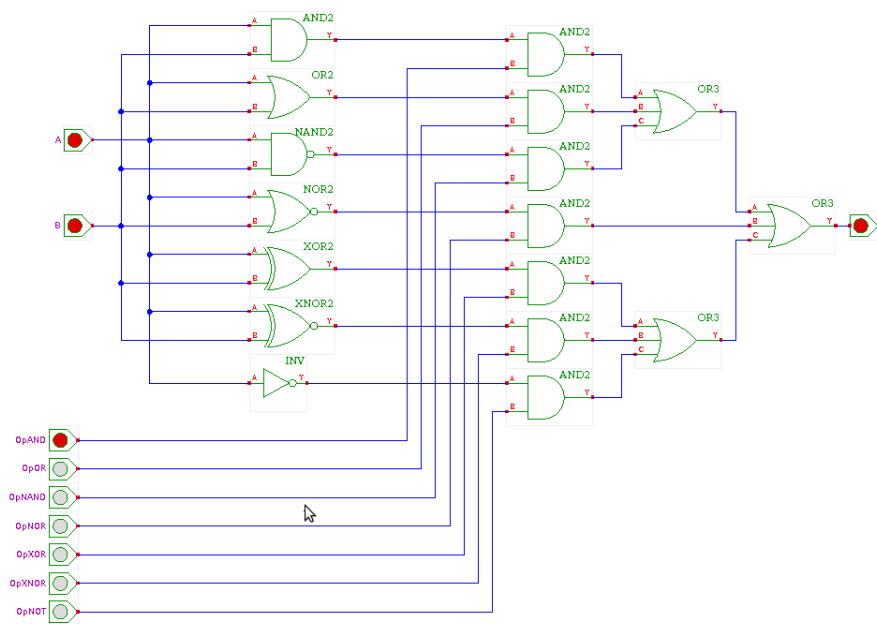 AND2
A
B
Y
OR2
A
B
Y
NAND2
A
B
Y
NOR2
A
B
Y
XOR2
A
B
Y
XNOR2
A
B
Y
INV
A
Y
AND2
A
B
Y
AND2
A
B
Y
AND2
A
B
Y
AND2
A
B
Y
AND2
A
B
Y
AND2
A
B
Y
AND2
A
B
Y
OR3
A
B
C
Y
OR3
A
B
C
Y
OR3
A
B
C
Y
A
B
OpAND
OpOR
OpNAND
OpNOR
OpXOR
OpXNOR
OpNOT